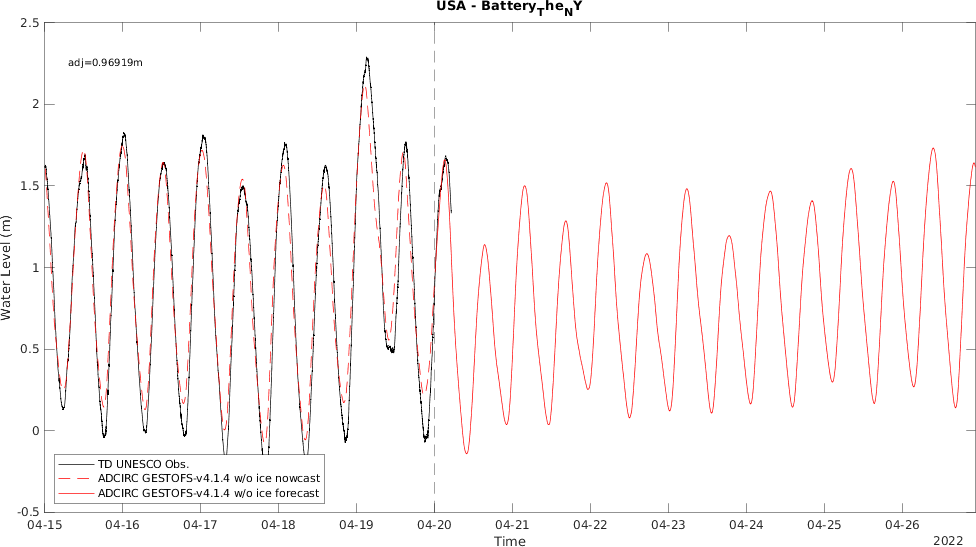 USA - BatteryTheNY
2.5
adj=0.96919m
2
1.5
1
0.5
0
-0.5
Water Level (m)
TD UNESCO Obs.
ADCIRC GESTOFS-v4.1.4 w/o ice nowcast
ADCIRC GESTOFS-v4.1.4 w/o ice forecast
04-15 04-16 04-17 04-18 04-19 04-20 04-21 04-22 04-23 04-24 04-25 04-26
Time
2022